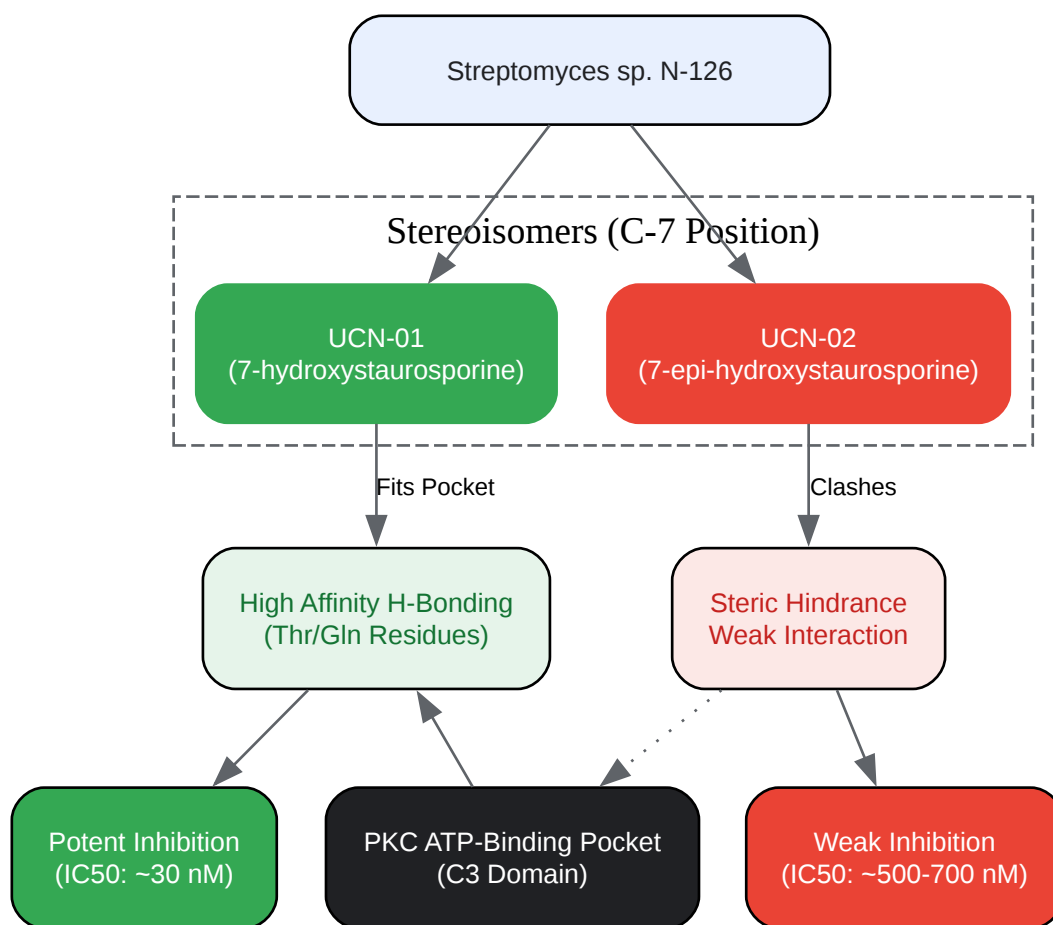 Streptomyces sp. N-126
Stereoisomers (C-7 Position)
UCN-01
(7-hydroxystaurosporine)
UCN-02
(7-epi-hydroxystaurosporine)
Fits Pocket
Clashes
High Affinity H-Bonding
(Thr/Gln Residues)
Steric Hindrance
Weak Interaction
Potent Inhibition
(IC50: ~30 nM)
PKC ATP-Binding Pocket
(C3 Domain)
Weak Inhibition
(IC50: ~500-700 nM)